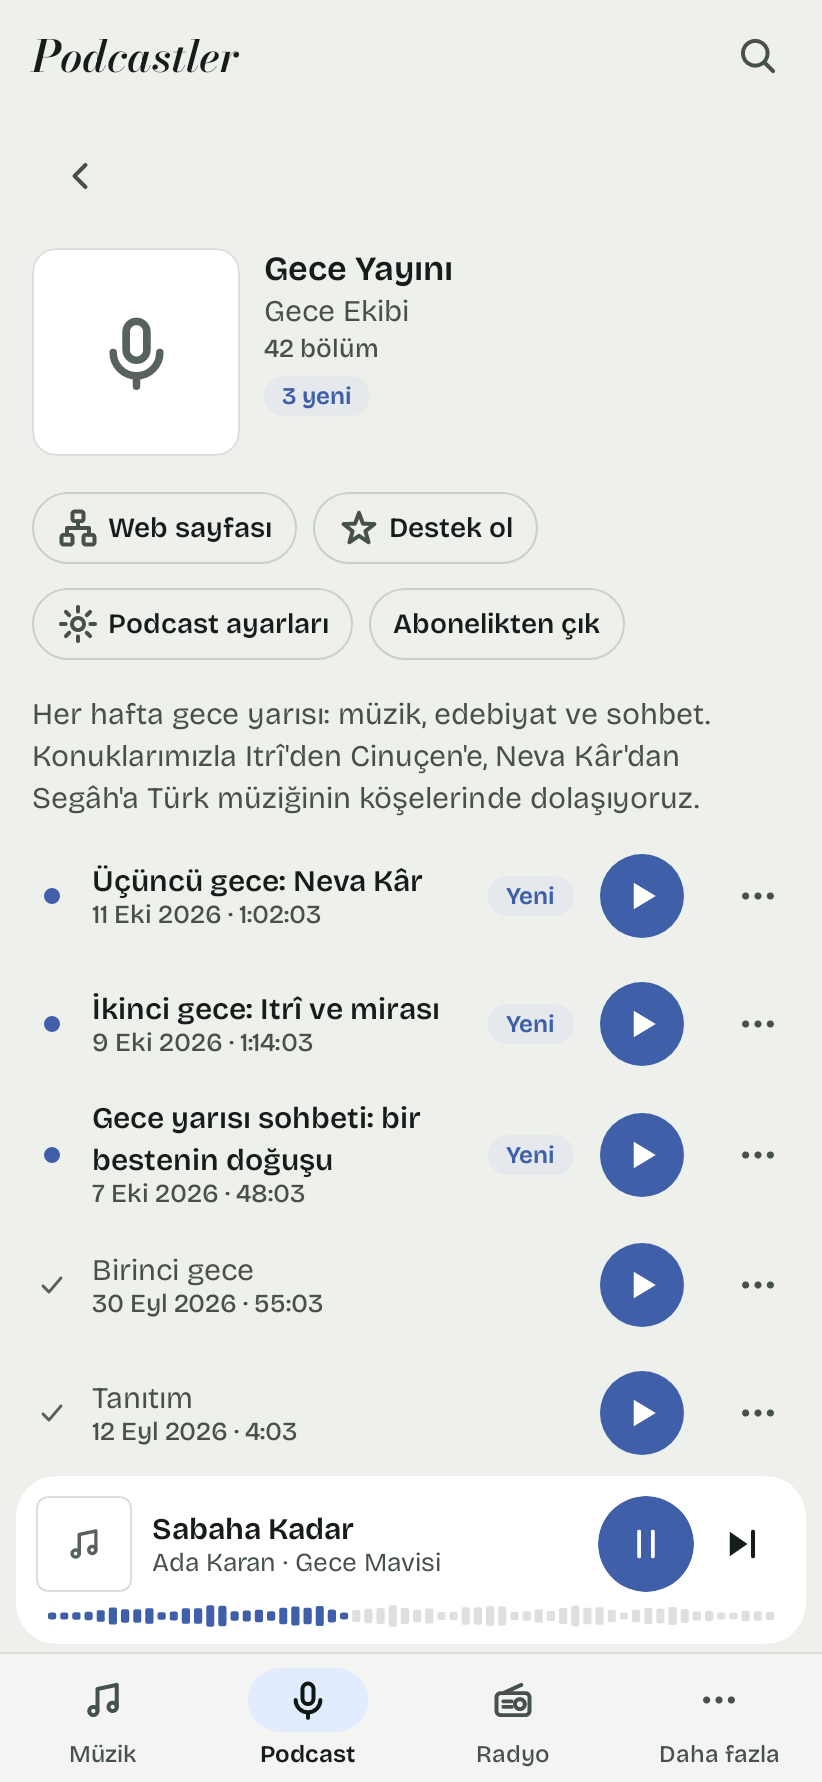 Podcastler
Gece Yayını
Gece Ekibi
42 bölüm
3 yeni
Web sayfası
Destek ol
Podcast ayarları
Abonelikten çık
Her hafta gece yarısı: müzik, edebiyat ve sohbet.
Konuklarımızla Itrî'den Cinuçen'e, Neva Kâr'dan
Segâh'a Türk müziğinin köşelerinde dolaşıyoruz.
Üçüncü gece: Neva Kâr
11 Eki 2026 · 1:02:03
Yeni
İkinci gece: Itrî ve mirası
9 Eki 2026 · 1:14:03
Yeni
Gece yarısı sohbeti: bir
bestenin doğuşu
7 Eki 2026 · 48:03
Yeni
Birinci gece
30 Eyl 2026 · 55:03
Tanıtım
12 Eyl 2026 · 4:03
Sabaha Kadar
Ada Karan · Gece Mavisi
Müzik
Podcast
Radyo
Daha fazla